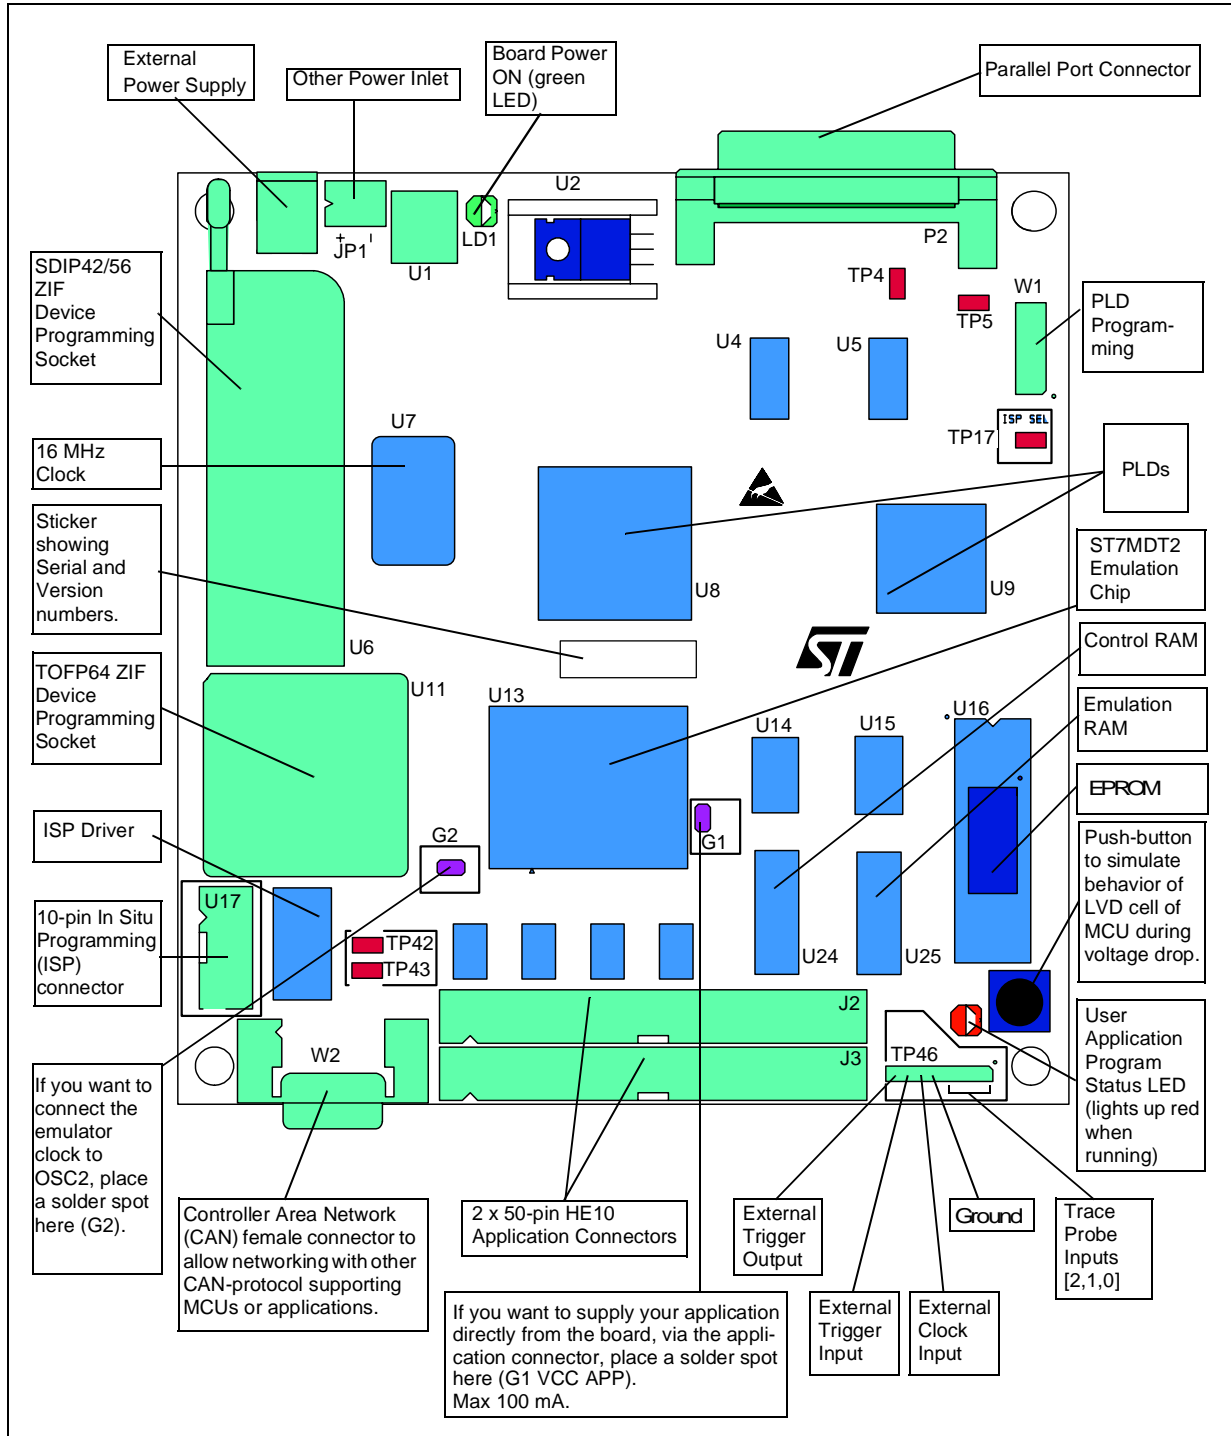 External
Power Supply
Other Power Inlet
Board Power
ON (green
LED)
Parallel Port Connector
U2
JP1
+
U1
LD1
P2
TP4
TP5
W1
PLD
Program-
ming
SDIP42/56
ZIF
Device
Programming
Socket
U4
U5
ISP SEL
TP17
U7
16 MHz
Clock
PLDs
Sticker
showing
Serial and
Version
numbers.
U8
U9
ST7MDT2
Emulation
Chip
U6
ST
Control RAM
TOFP64 ZIF
Device
Programming
Socket
U11
U13
U14
U15
U16
Emulation
RAM
EPROM
ISP Driver
G2
G1
Push-button
to simulate
behavior of
LVD cell of
MCU during
voltage drop.
U17
10-pin In Situ
Programming
(ISP)
connector
TP42
TP43
U24
U25
J2
J3
W2
TP46
User
Application
Program
Status LED
(lights up red
when
running)
If you want to
connect the
emulator
clock to
OSC2, place
a solder spot
here (G2).
Controller Area Network
(CAN) female connector to
allow networking with other
CAN-protocol supporting
MCUs or applications.
2 x 50-pin HE10
Application Connectors
External
Trigger
Output
Ground
Trace
Probe
Inputs
[2,1,0]
If you want to supply your application
directly from the board, via the appli-
cation connector, place a solder spot
here (G1 VCC APP).
Max 100 mA.
External
Trigger
Input
External
Clock
Input